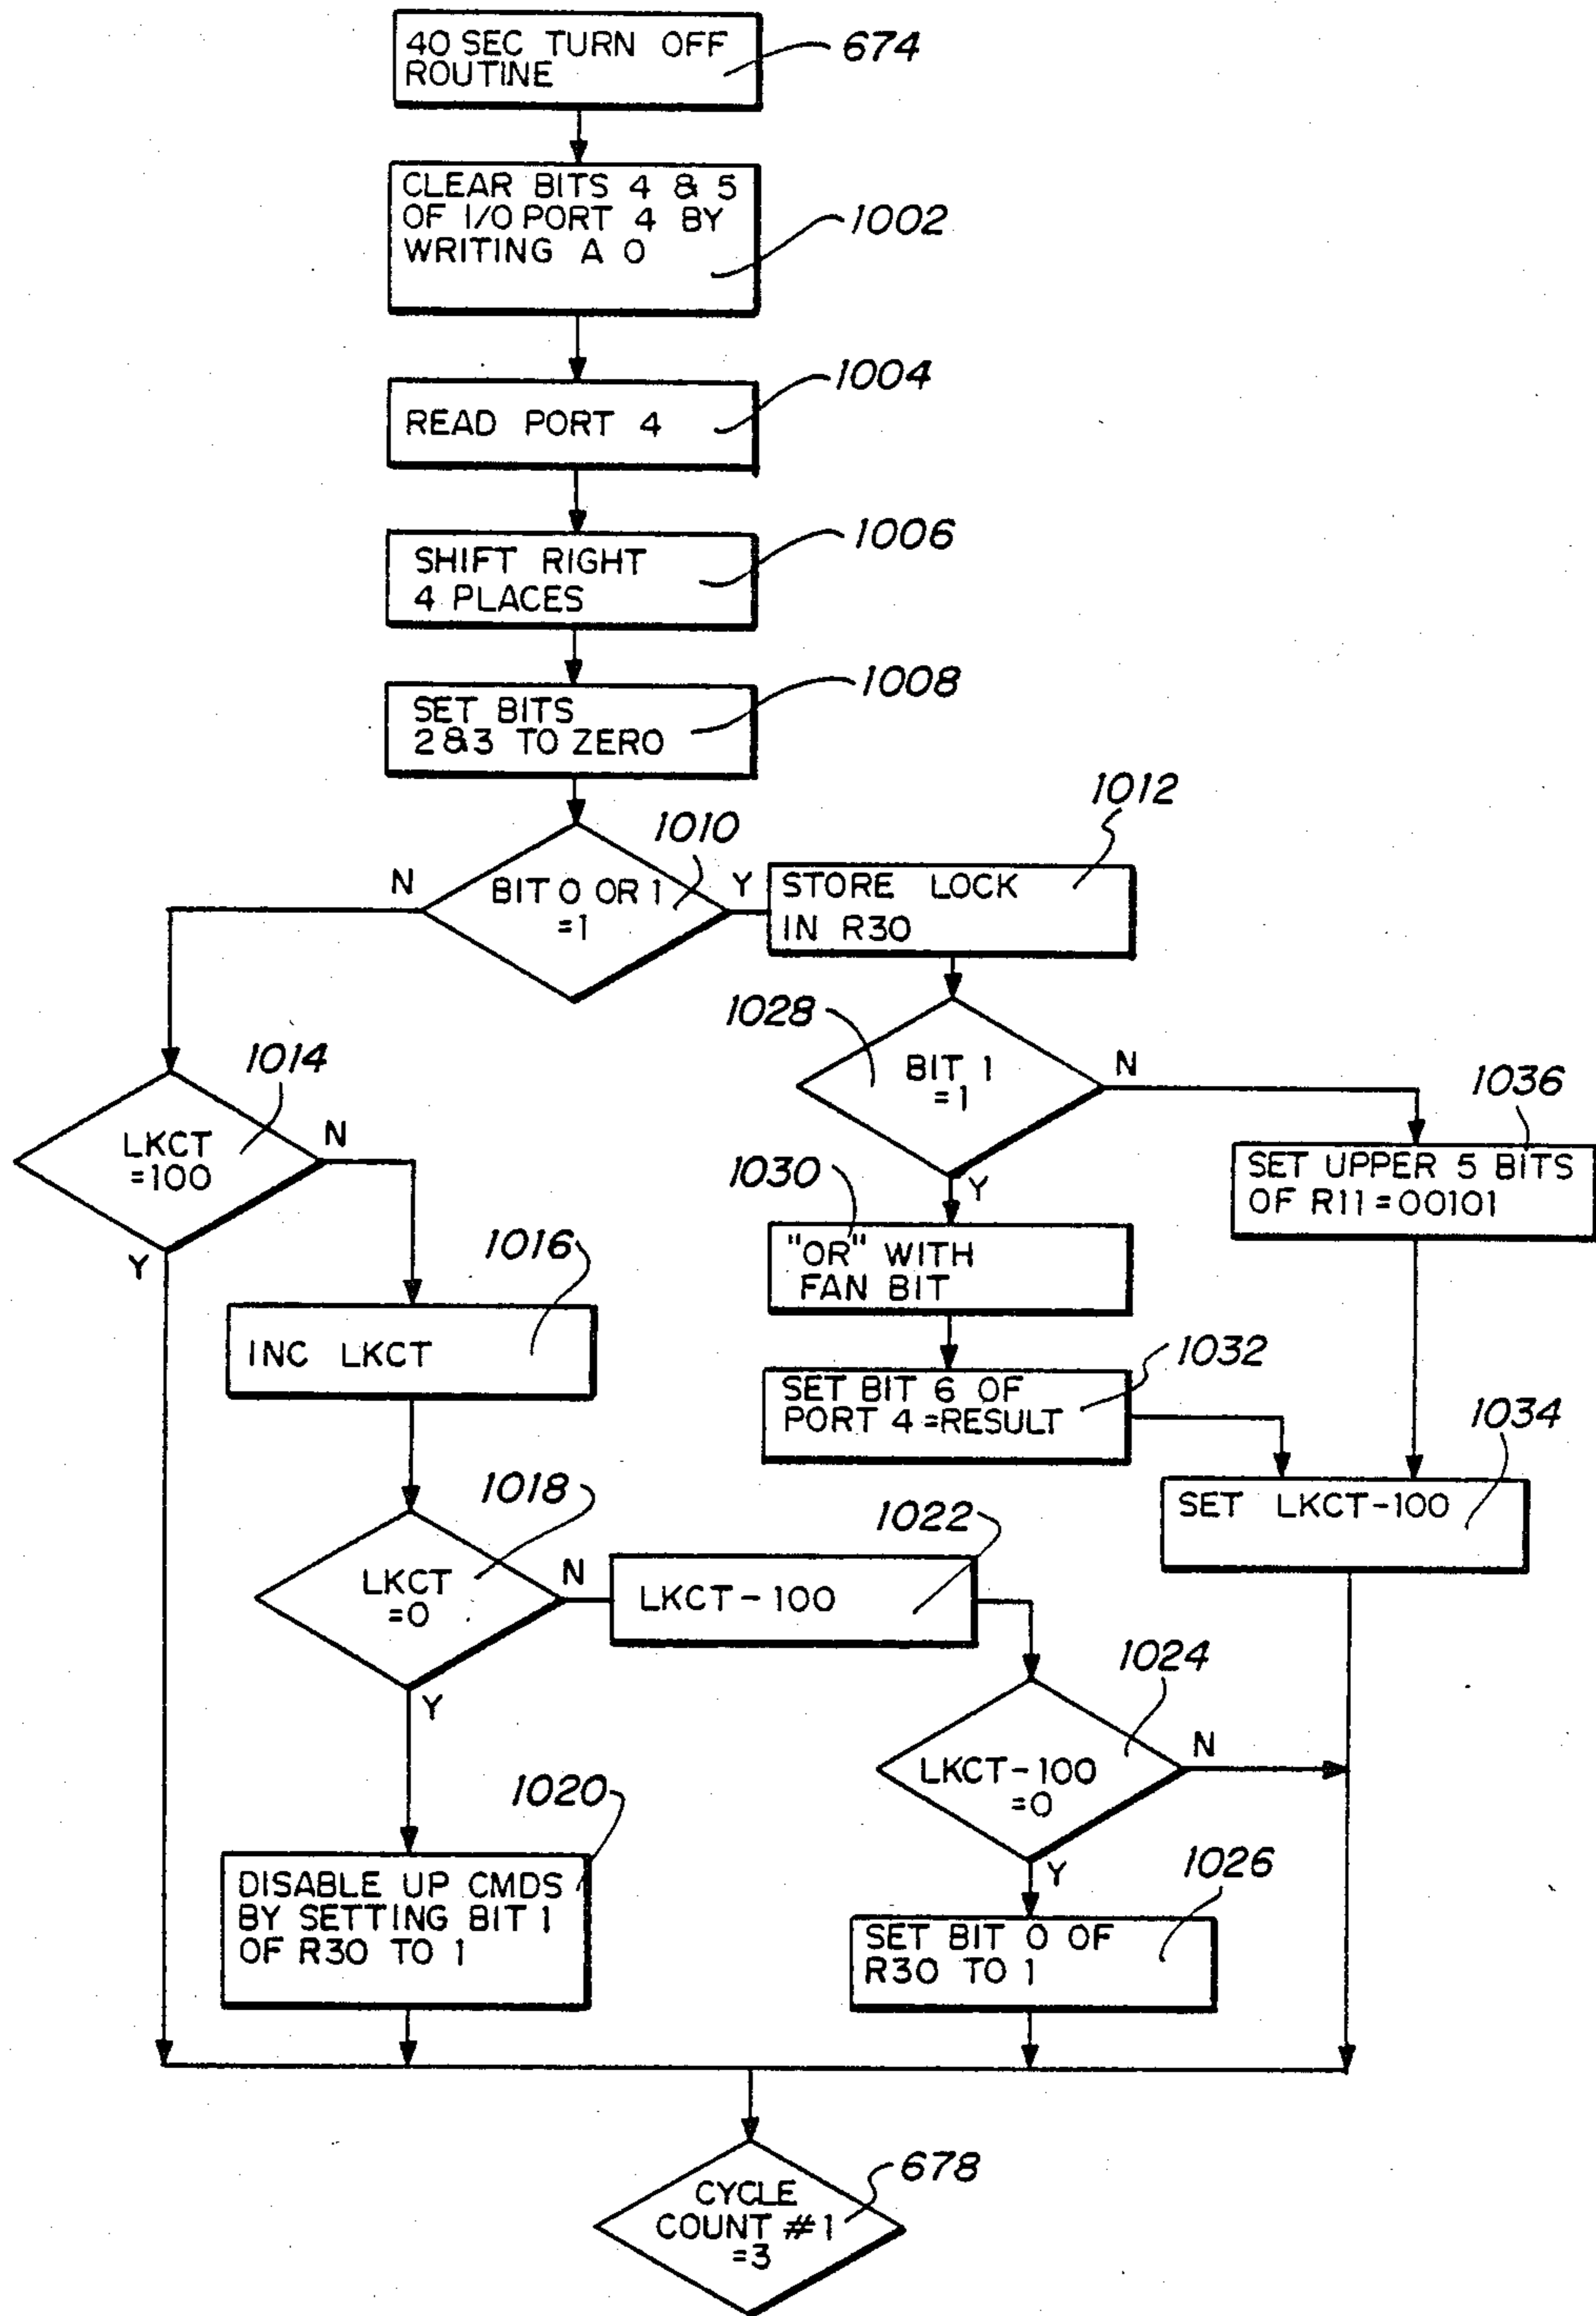 40 SEC TURN OFF
ROUTINE
674
CLEAR BITS 4 & 5
OF I/O PORT 4 BY
WRITING A 0
1002
READ PORT 4
1004
SHIFT RIGHT
4 PLACES
1006
SET BITS
2&3 TO ZERO
1008
BIT 0 OR 1
=1
1010
N
Y
STORE LOCK
IN R30
1012
BIT 1
=1
1028
N
Y
SET UPPER 5 BITS
OF R11=00101
1036
LKCT
=100
1014
N
Y
"OR" WITH
FAN BIT
1030
INC LKCT
1016
SET BIT 6 OF
PORT 4=RESULT
1032
SET LKCT-100
1034
LKCT
=0
1018
N
Y
LKCT-100
1022
LKCT-100
=0
1024
N
Y
DISABLE UP CMDS
BY SETTING BIT 1
OF R30 TO 1
1020
SET BIT 0 OF
R30 TO 1
1026
CYCLE
COUNT #1
=3
678